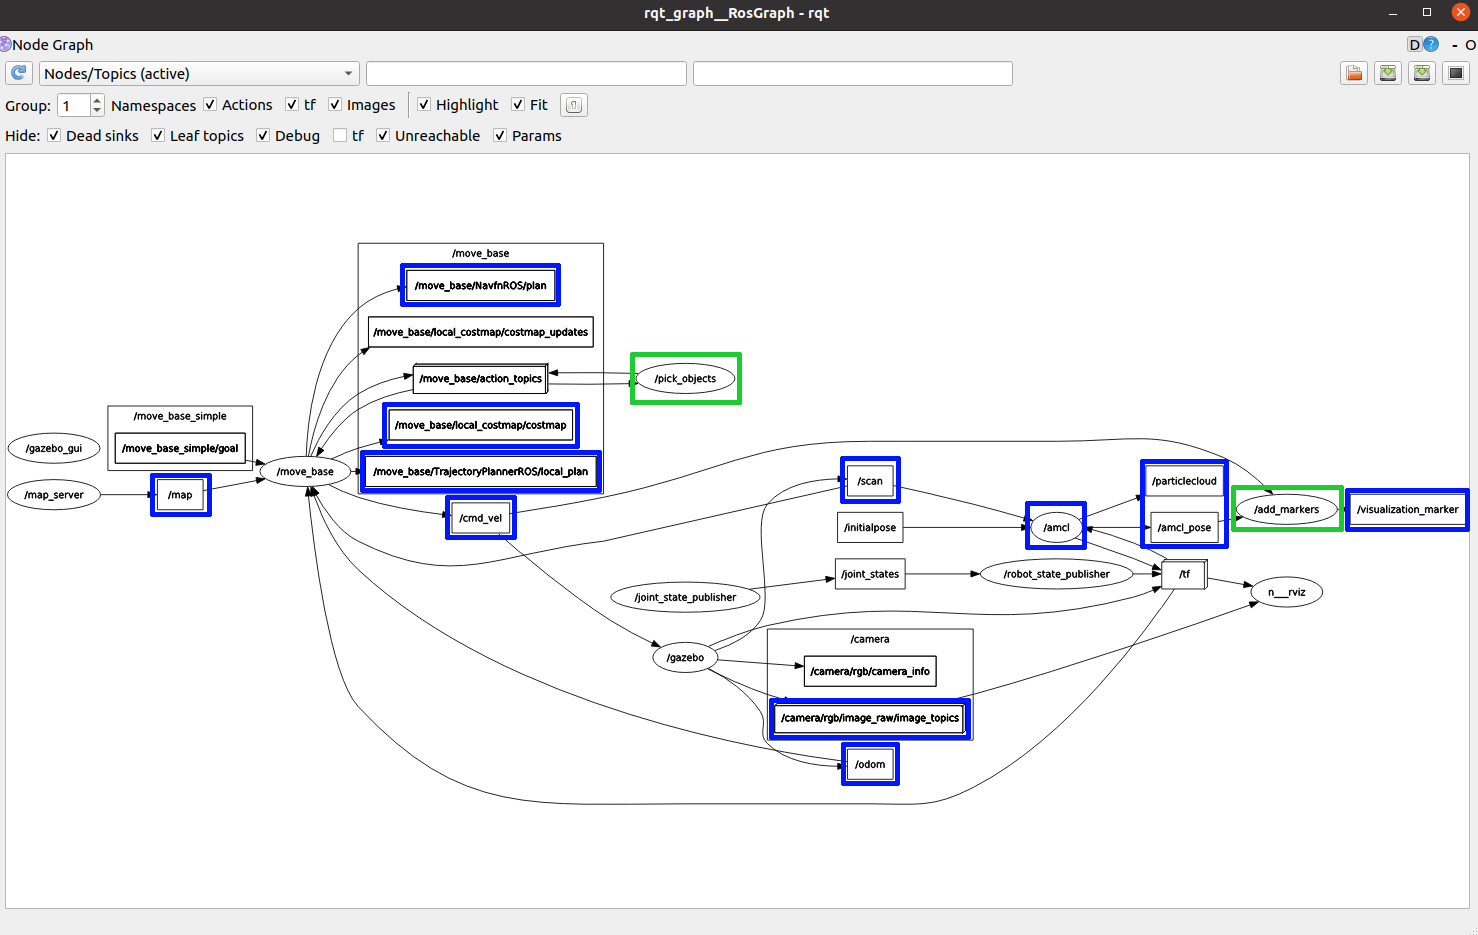 rqt_graph__RosGraph - rqt
Node Graph
D
- O
Nodes/Topics (active)
Group: 1 Namespaces Actions tf Images Highlight Fit
Hide: Dead sinks Leaf topics Debug tf Unreachable Params
/move_base
/move_base/NavfnROS/plan
/move_base/local_costmap/costmap_updates
/move_base/action_topics
/pick_objects
/move_base_simple
/move_base/local_costmap/costmap
/gazebo_gui
/move_base_simple/goal
/move_base
/move_base/TrajectoryPlannerROS/local_plan
/map_server
/map
/cmd_vel
/scan
/particlecloud
/initialpose
/amcl
/amcl_pose
/add_markers
/visualization_marker
/joint_states
/robot_state_publisher
/tf
/joint_state_publisher
n___rviz
/camera
/gazebo
/camera/rgb/camera_info
/camera/rgb/image_raw/image_topics
/odom